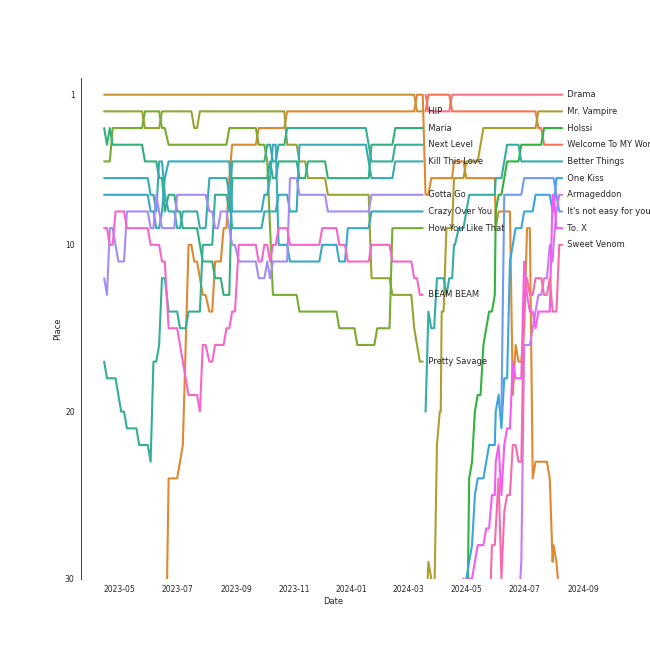 1
10
20
30
Place
HIP
Maria
Next Level
Kill This Love
Gotta Go
Crazy Over You
How You Like That
BEAM BEAM
Pretty Savage
Drama
Mr. Vampire
Holssi
Welcome To MY Wor
Better Things
One Kiss
Armageddon
It's not easy for you
To. X
Sweet Venom
2023-05 2023-07 2023-09 2023-11 2024-01 2024-03 2024-05 2024-07 2024-09
Date